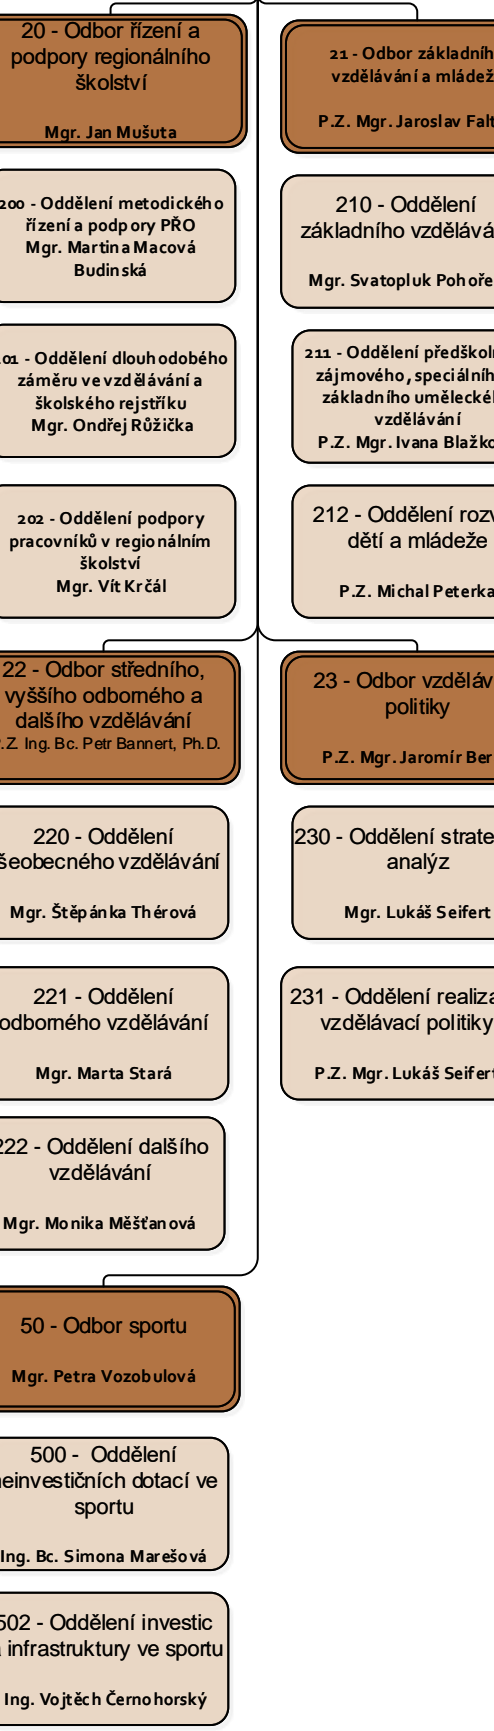 20 - Odbor řízení a
podpory regionálního
školství
Mgr. Jan Mušuta
21 - Odbor základníh
vzdělávání a mládež
P.Z. Mgr. Jaroslav Falt
200 - Oddělení metodického
řízení a podpory PŘO
Mgr. Martina Macová
Budinská
210 - Oddělení
základního vzdělává
Mgr. Svatopluk Pohoře
01 - Oddělení dlouhodobého
záměru ve vzdělávání a
školského rejstříku
Mgr. Ondřej Růžička
211 - Oddělení předškoln
zájmového, speciálníh
základního umělecké
vzdělávání
P.Z. Mgr. Ivana Blažko
202 - Oddělení podpory
pracovníků v regionálním
školství
Mgr. Vít Krčál
212 - Oddělení rozv
dětí a mládeže
P.Z. Michal Peterka
22 - Odbor středního,
vyššího odborného a
dalšího vzdělávání
.Z. Ing. Bc. Petr Bannert, Ph.D.
23 - Odbor vzděláv
politiky
P.Z. Mgr. Jaromír Ber
220 - Oddělení
šeobecného vzdělávání
Mgr. Štěpánka Thérová
230 - Oddělení strate
analýz
Mgr. Lukáš Seifert
221 - Oddělení
odborného vzdělávání
Mgr. Marta Stará
231 - Oddělení realiza
vzdělávací politiky
P.Z. Mgr. Lukáš Seifert
222 - Oddělení dalšího
vzdělávání
Mgr. Monika Měšťanová
50 - Odbor sportu
Mgr. Petra Vozobulová
500 - Oddělení
neinvestičních dotací ve
sportu
Ing. Bc. Simona Marešová
502 - Oddělení investic
a infrastruktury ve sportu
Ing. Vojtěch Černohorský